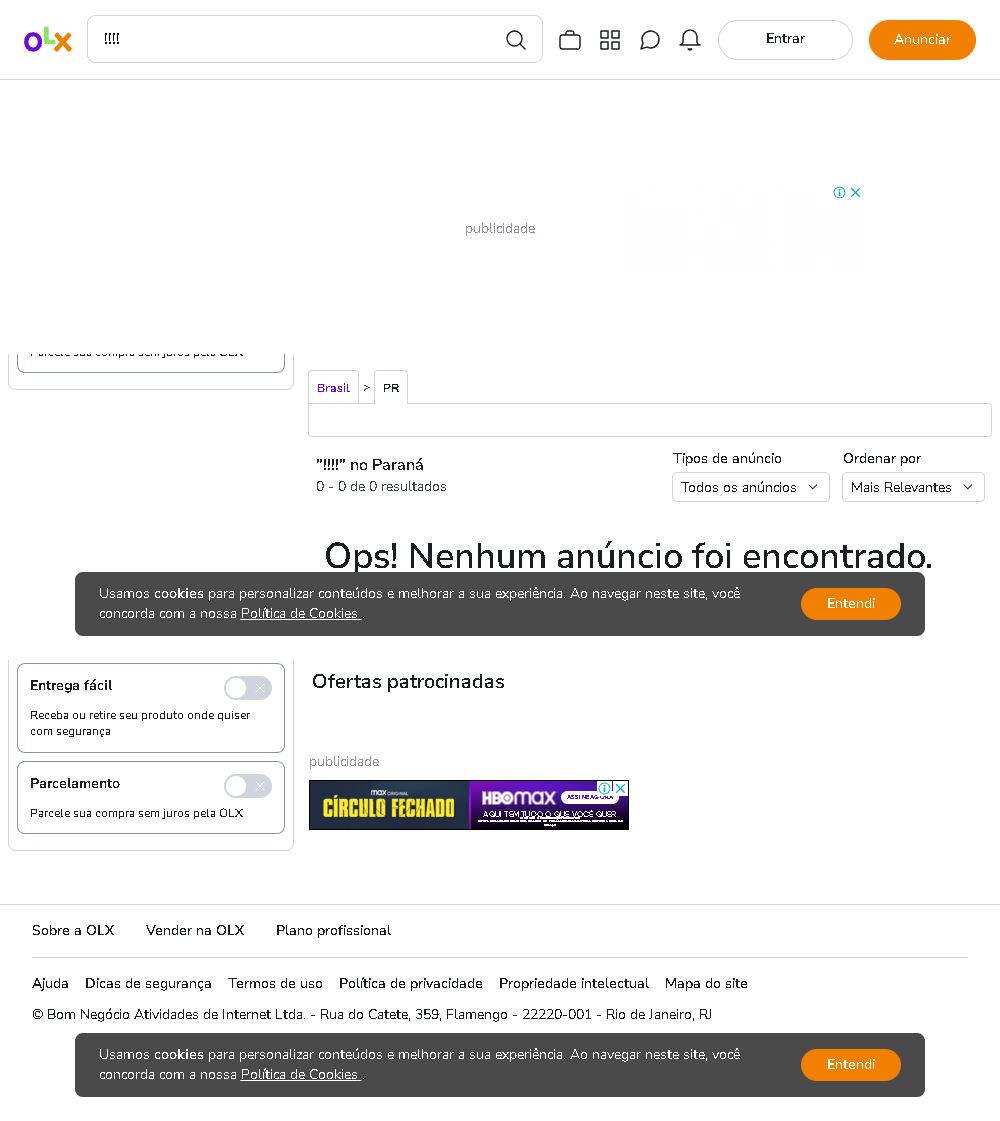 OLX
!!!!
Entrar
Anunciar
publicidade
Parcele sua compra sem juros pela OLX
Brasil > PR
"!!!!" no Paraná
0 - 0 de 0 resultados
Tipos de anúncio
Todos os anúncios
Ordenar por
Mais Relevantes
Ops! Nenhum anúncio foi encontrado.
Usamos cookies para personalizar conteúdos e melhorar a sua experiência. Ao navegar neste site, você
concorda com a nossa Política de Cookies .
Entendi
Entrega fácil
Receba ou retire seu produto onde quiser
com segurança
Parcelamento
Parcele sua compra sem juros pela OLX
Ofertas patrocinadas
publicidade
max ORIGINAL
CÍRCULO FECHADO
HBOMAX
ASSINE AGORA
AQUI TEM TUDO O QUE VOCÊ QUER
Sobre a OLX
Vender na OLX
Plano profissional
Ajuda
Dicas de segurança
Termos de uso
Política de privacidade
Propriedade intelectual
Mapa do site
© Bom Negócio Atividades de Internet Ltda. - Rua do Catete, 359, Flamengo - 22220-001 - Rio de Janeiro, RJ
Usamos cookies para personalizar conteúdos e melhorar a sua experiência. Ao navegar neste site, você
concorda com a nossa Política de Cookies .
Entendi